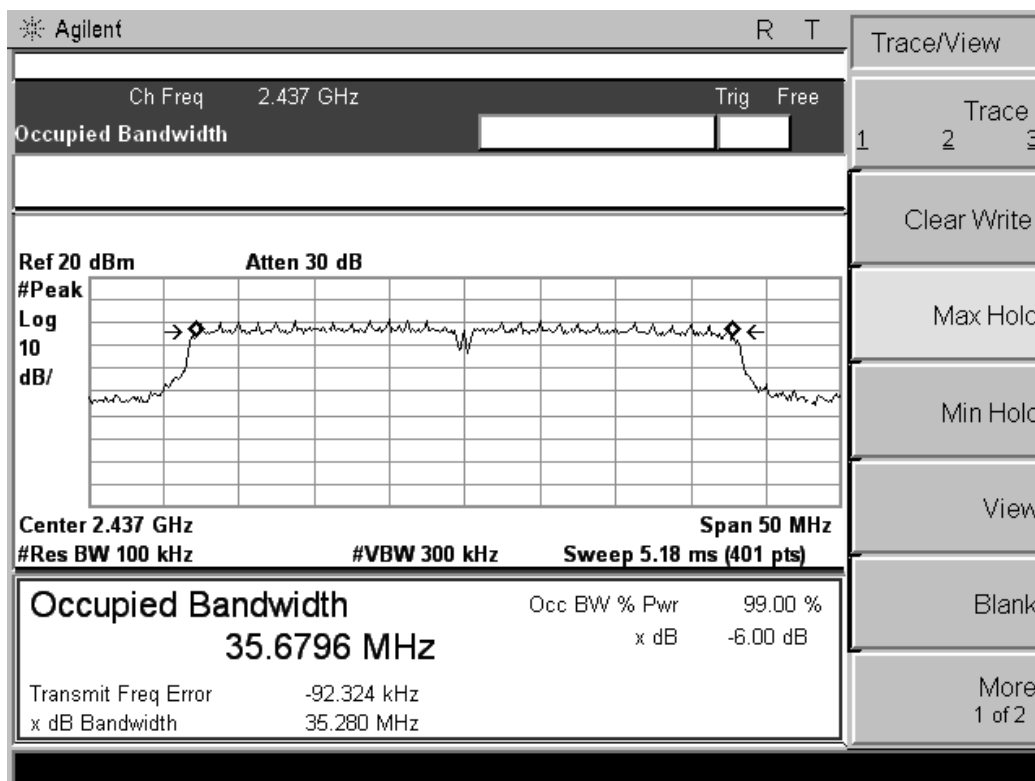 Agilent R T
Trace/View
Ch Freq 2.437 GHz Trig Free
Occupied Bandwidth
Trace
1 2 3
Clear Write
Max Hold
Min Hold
View
Blank
More
1 of 2
Ref 20 dBm Atten 30 dB
#Peak
Log
10
dB/
Center 2.437 GHz Span 50 MHz
#Res BW 100 kHz #VBW 300 kHz Sweep 5.18 ms (401 pts)
Occupied Bandwidth Occ BW % Pwr 99.00 %
35.6796 MHz x dB -6.00 dB
Transmit Freq Error -92.324 kHz
x dB Bandwidth 35.280 MHz